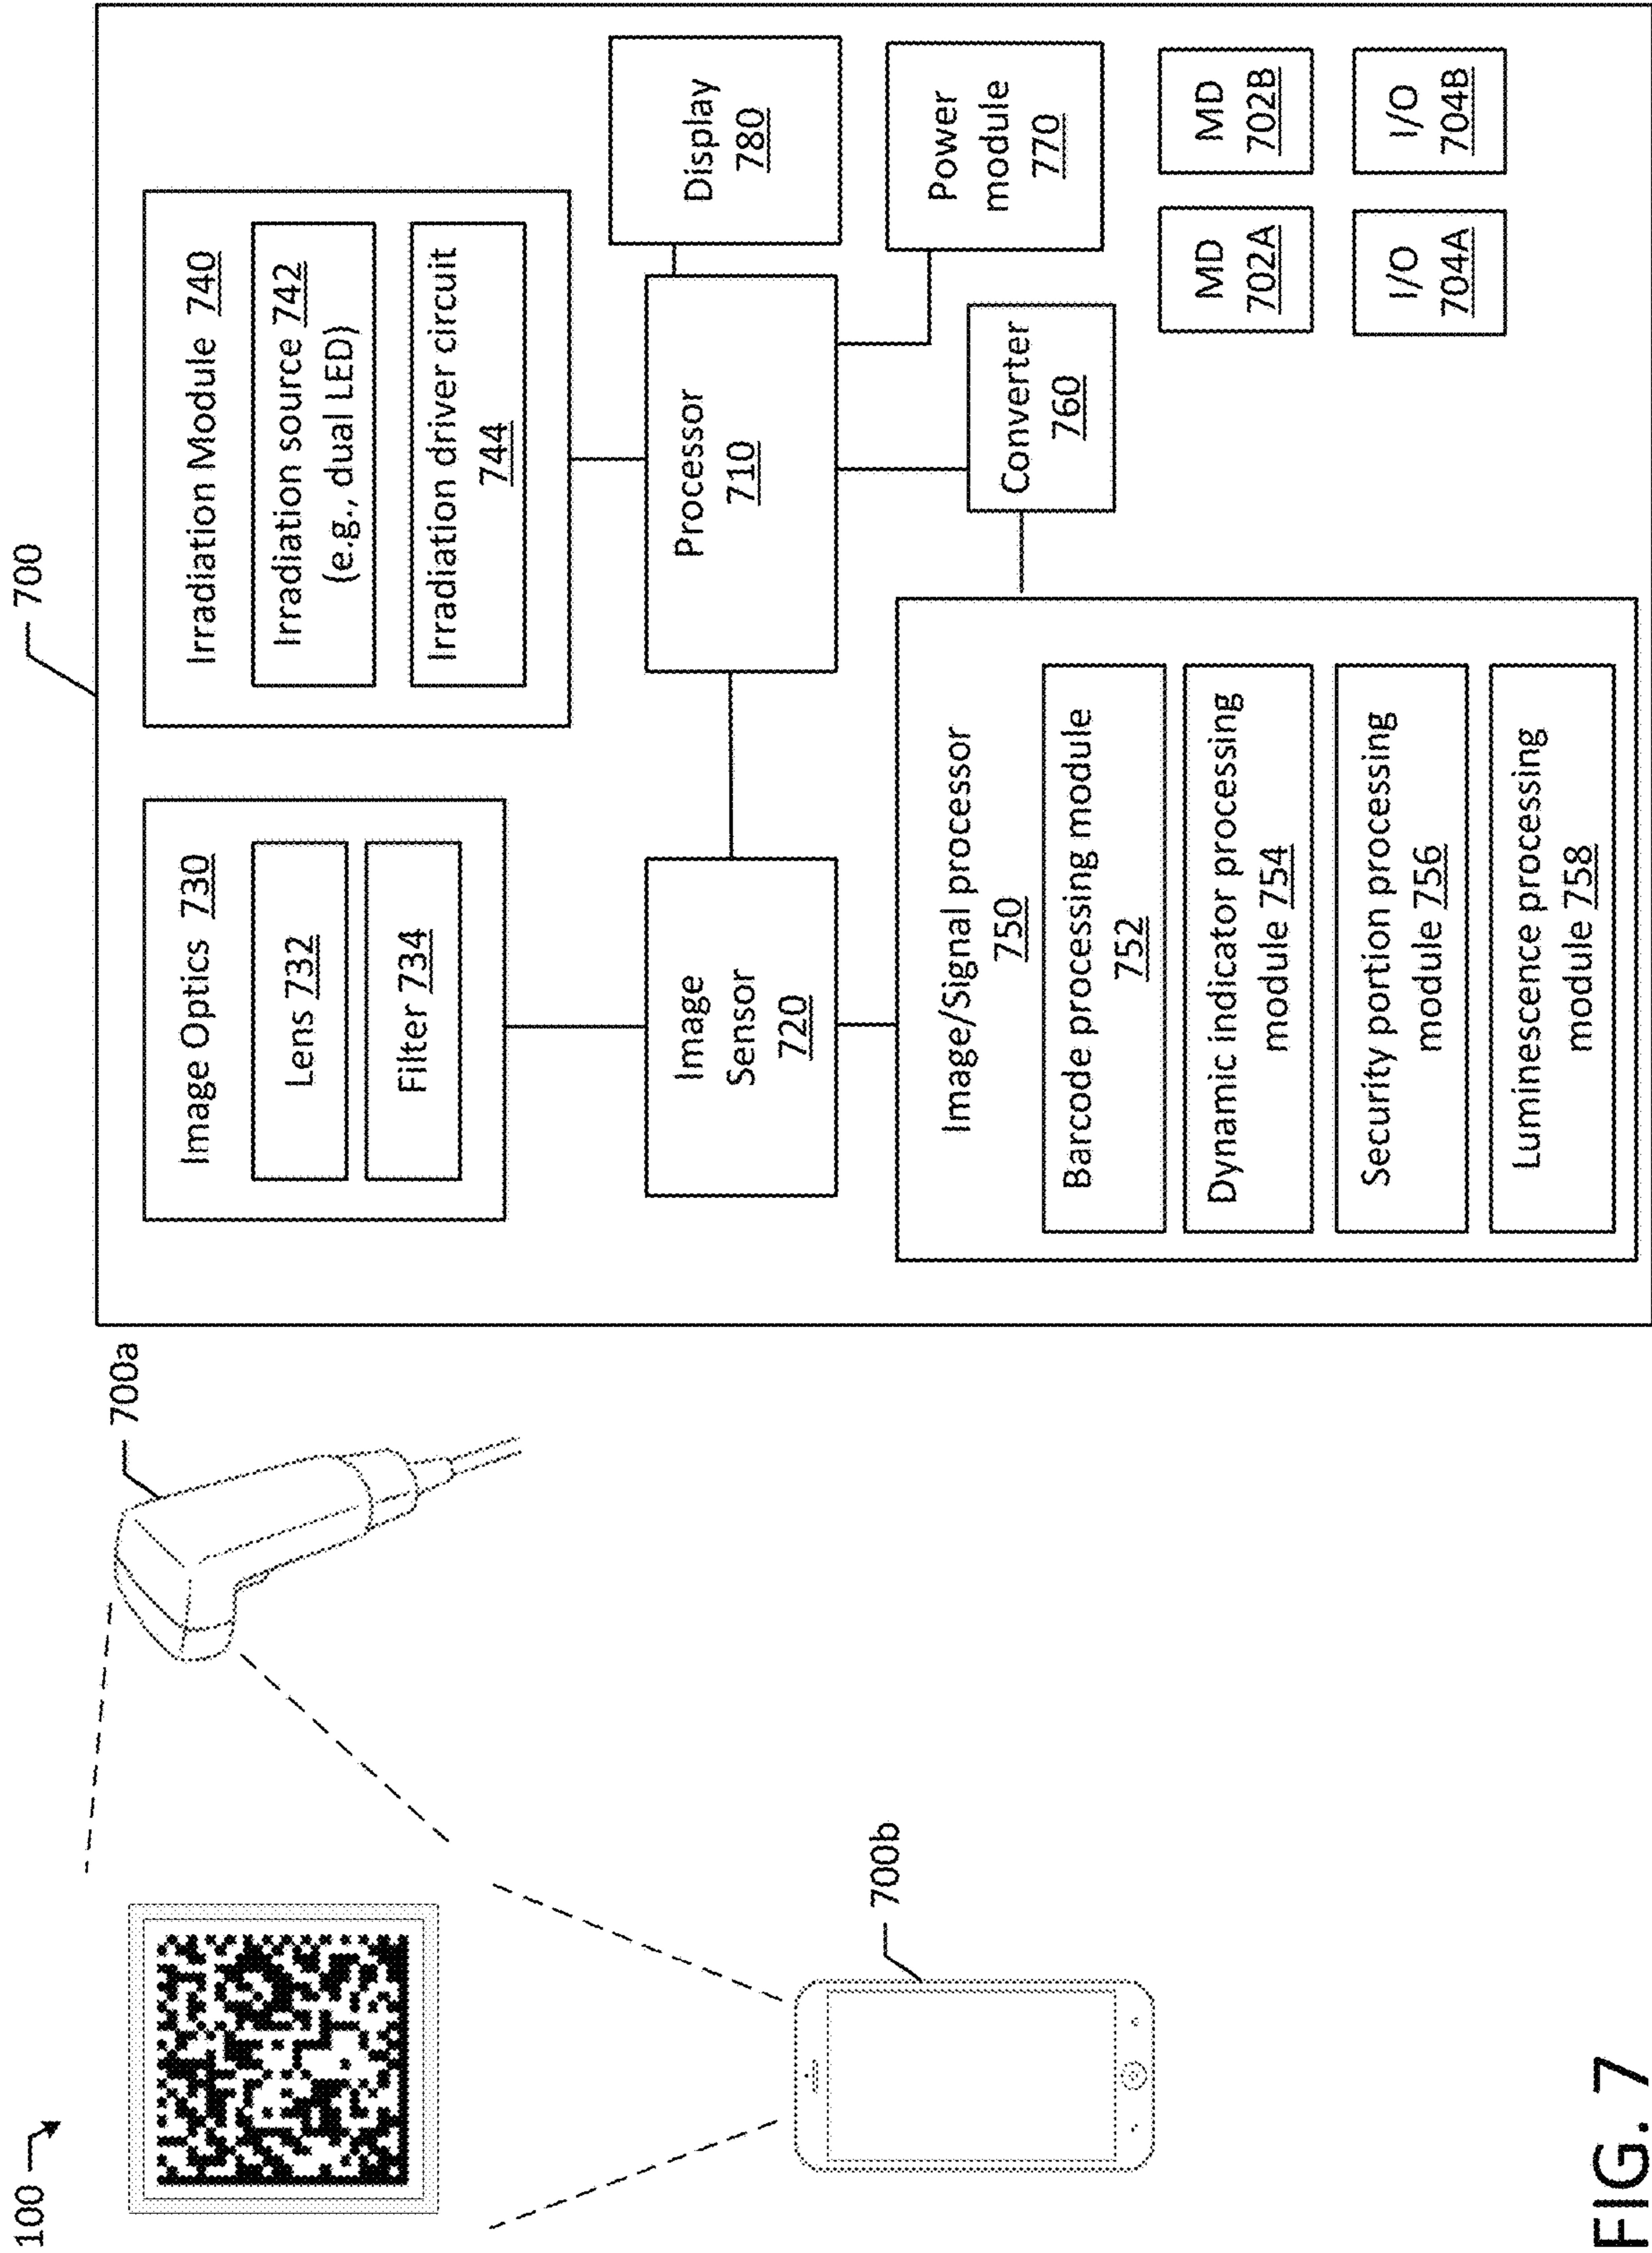 100
700a
700b
700
Image Optics 730
Lens 732
Filter 734
Irradiation Module 740
Irradiation source 742
(e.g., dual LED)
Irradiation driver circuit
744
Image
Sensor
720
Processor
710
Display
780
Image/Signal processor
750
Barcode processing module
752
Dynamic indicator processing
module 754
Security portion processing
module 756
Luminescence processing
module 758
Converter
760
Power
module
770
MD
702A
MD
702B
I/O
704A
I/O
704B
FIG. 7